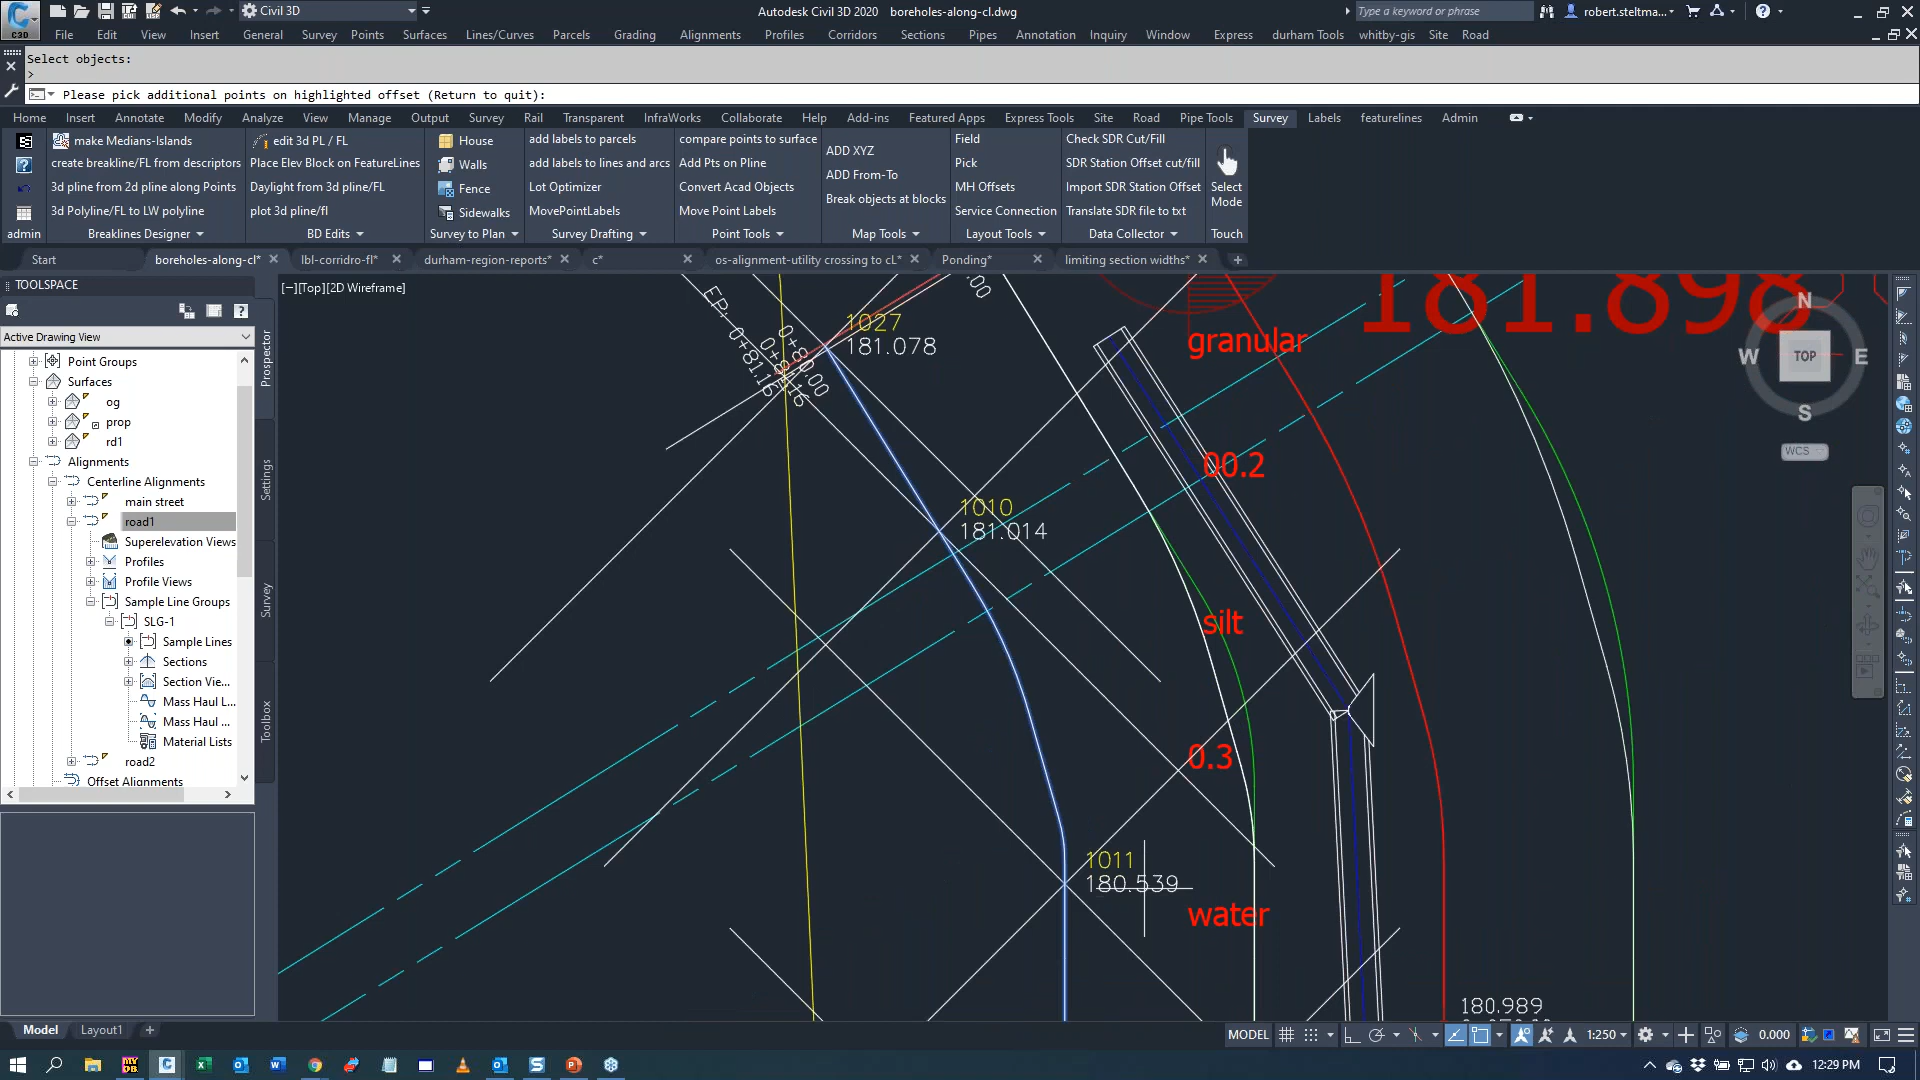 C3D
Civil 3D
Autodesk Civil 3D 2020 boreholes-along-cl.dwg
Type a keyword or phrase
robert.steltma...
File Edit View Insert General Survey Points Surfaces Lines/Curves Parcels Grading Alignments Profiles Corridors Sections Pipes Annotation Inquiry Window Express durham Tools whitby-gis Site Road
Select objects:
>
Please pick additional points on highlighted offset (Return to quit):
Home Insert Annotate Modify Analyze View Manage Output Survey Rail Transparent InfraWorks Collaborate Help Add-ins Featured Apps Express Tools Site Road Pipe Tools Survey Labels featurelines Admin
make Medians-Islands
create breakline/FL from descriptors
3d pline from 2d pline along Points
3d Polyline/FL to LW polyline
edit 3d PL / FL
Place Elev Block on FeatureLines
Daylight from 3d pline/FL
plot 3d pline/fl
House
Walls
Fence
Sidewalks
add labels to parcels
add labels to lines and arcs
Lot Optimizer
MovePointLabels
compare points to surface
Add Pts on Pline
Convert Acad Objects
Move Point Labels
ADD XYZ
ADD From-To
Break objects at blocks
Field
Pick
MH Offsets
Service Connection
Check SDR Cut/Fill
SDR Station Offset cut/fill
Import SDR Station Offset
Translate SDR file to txt
Select
Mode
admin Breaklines Designer BD Edits Survey to Plan Survey Drafting Point Tools Map Tools Layout Tools Data Collector Touch
Start boreholes-along-cl* lbl-corridro-fl* durham-region-reports* c* os-alignment-utility crossing to cL* Ponding* limiting section widths*
TOOLSPACE
Active Drawing View
Point Groups
Surfaces
og
prop
rd1
Alignments
Centerline Alignments
main street
road1
Superelevation Views
Profiles
Profile Views
Sample Line Groups
SLG-1
Sample Lines
Sections
Section Vie...
Mass Haul L...
Mass Haul ...
Material Lists
road2
Offset Alignments
Prospector
Settings
Survey
Toolbox
[−][Top][2D Wireframe]
EP: 0+81.16
0+80.00
1027
181.078
1010
181.014
1011
180.539
granular
181.898
00.2
silt
0.3
water
180.989
N
W TOP E
S
WCS
Model Layout1
MODEL 1:250 0.000
12:29 PM